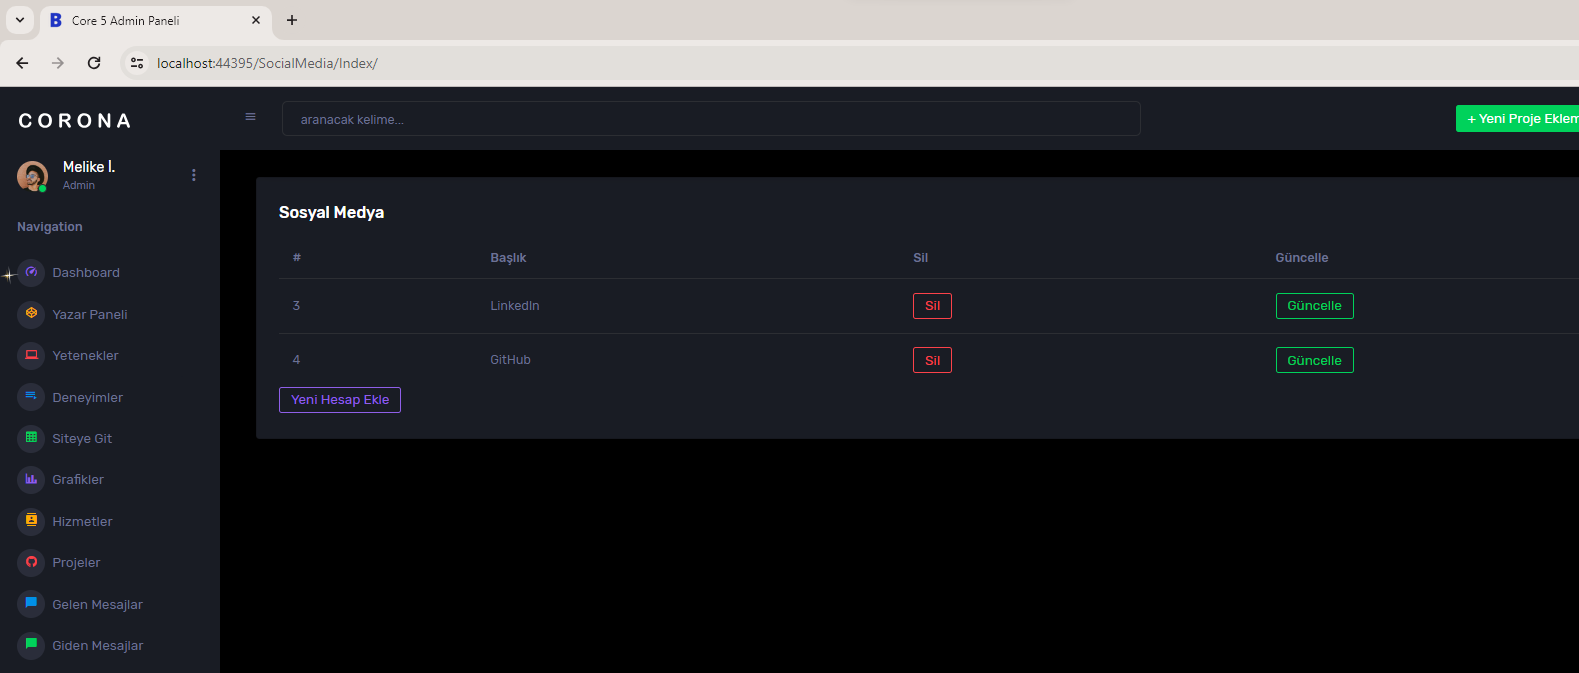 Core 5 Admin Paneli
localhost:44395/SocialMedia/Index/
CORONA
aranacak kelime...
+ Yeni Proje Eklem
Melike İ.
Admin
Navigation
Dashboard
Yazar Paneli
Yetenekler
Deneyimler
Siteye Git
Grafikler
Hizmetler
Projeler
Gelen Mesajlar
Giden Mesajlar
Sosyal Medya
# Başlık Sil Güncelle
3 LinkedIn Sil Güncelle
4 GitHub Sil Güncelle
Yeni Hesap Ekle